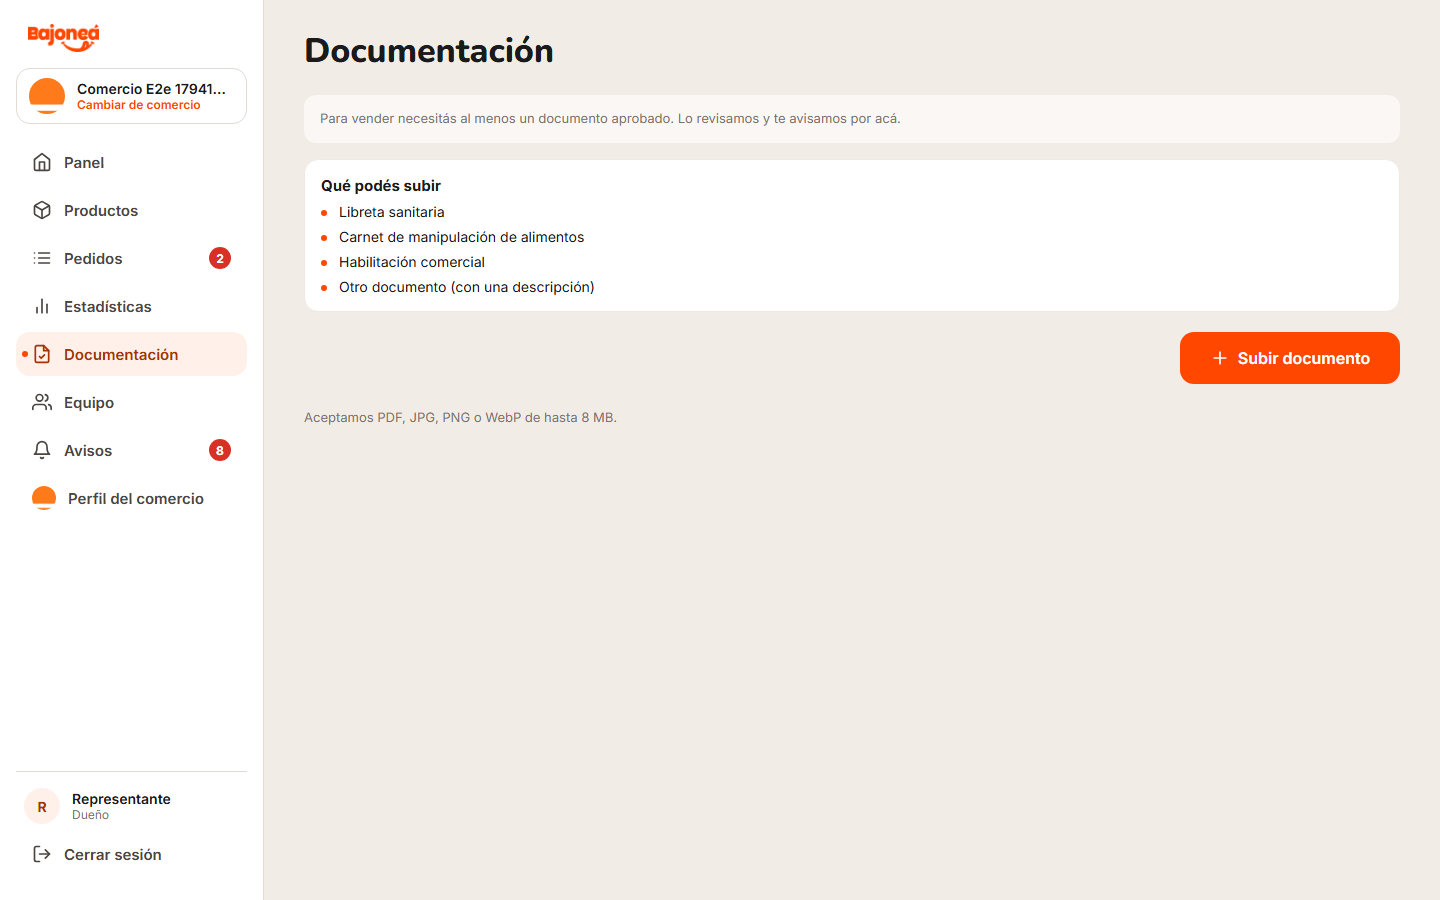 Bajoneá
Comercio E2e 17941...
Cambiar de comercio
Panel
Productos
Pedidos 2
Estadísticas
Documentación
Equipo
Avisos 8
Perfil del comercio
Representante
R
Dueño
Cerrar sesión
Documentación
Para vender necesitás al menos un documento aprobado. Lo revisamos y te avisamos por acá.
Qué podés subir
Libreta sanitaria
Carnet de manipulación de alimentos
Habilitación comercial
Otro documento (con una descripción)
Subir documento
Aceptamos PDF, JPG, PNG o WebP de hasta 8 MB.